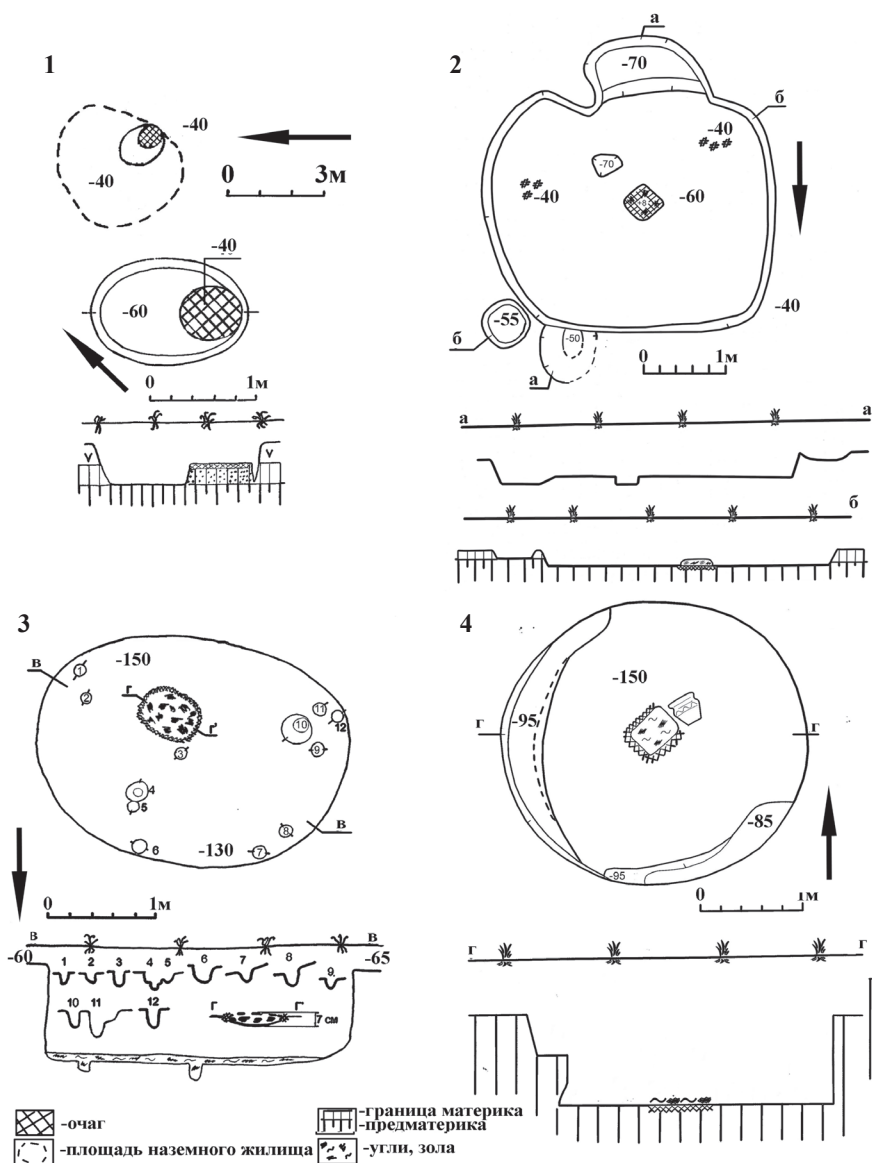 1
-40
-40
0 3м
-40
-60
0 1м
V V
2
а
-70
б
-40
-70
-40
+8
-60
-40
-55
б
-50
а
0 1м
а а
б
3
-150
в
г
г'
1
2
3
4
5
6
7
8
9
10
11
12
в
-130
0 1м
в в
-60 -65
1 2 3 4 5 6 7 8 9
10 11 12
г г
7 см
4
-150
-95
г г
-85
-95
0 1м
г г
-очаг
-площадь наземного жилища
-граница материка
-предматерика
-угли, зола